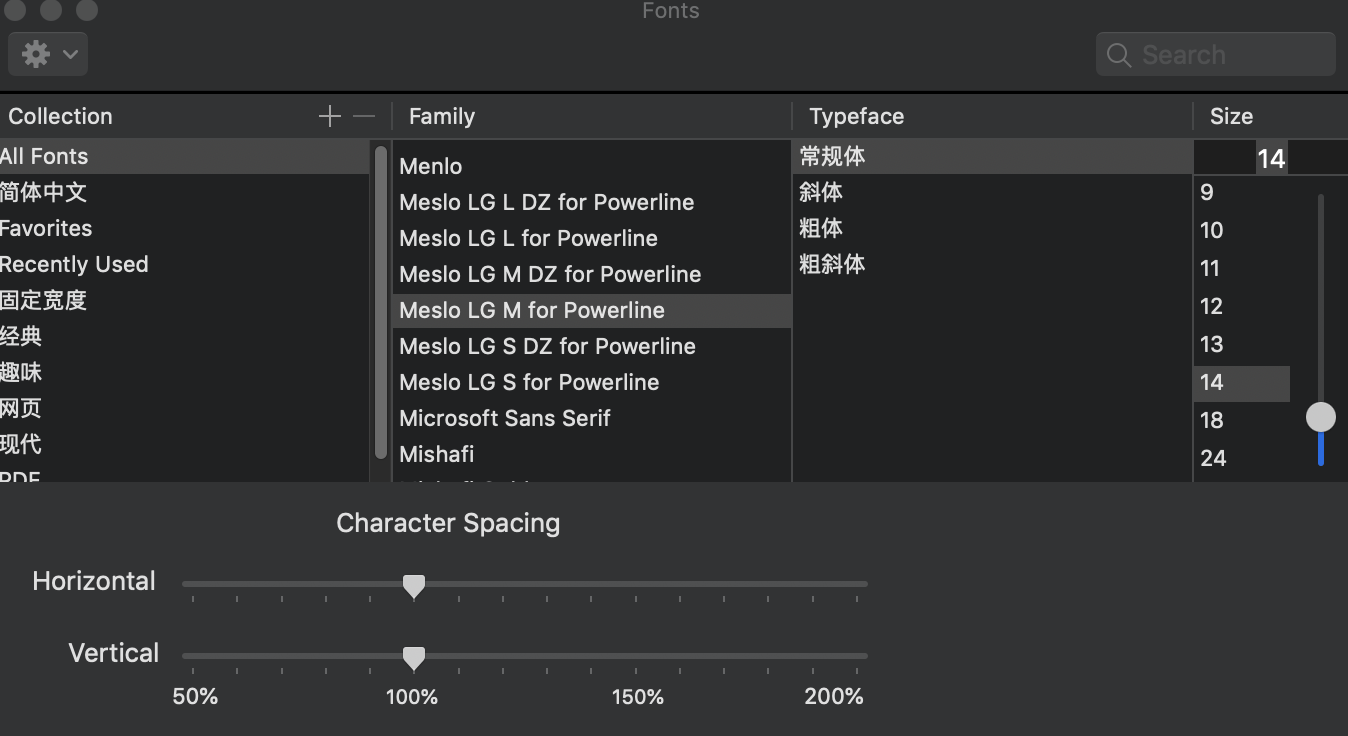 Fonts
Search
Collection
Family
Typeface
Size
All Fonts
简体中文
Favorites
Recently Used
固定宽度
经典
趣味
网页
现代
PDF
Menlo
Meslo LG L DZ for Powerline
Meslo LG L for Powerline
Meslo LG M DZ for Powerline
Meslo LG M for Powerline
Meslo LG S DZ for Powerline
Meslo LG S for Powerline
Microsoft Sans Serif
Mishafi
常规体
斜体
粗体
粗斜体
14
9
10
11
12
13
14
18
24
Character Spacing
Horizontal
Vertical
50% 100% 150% 200%